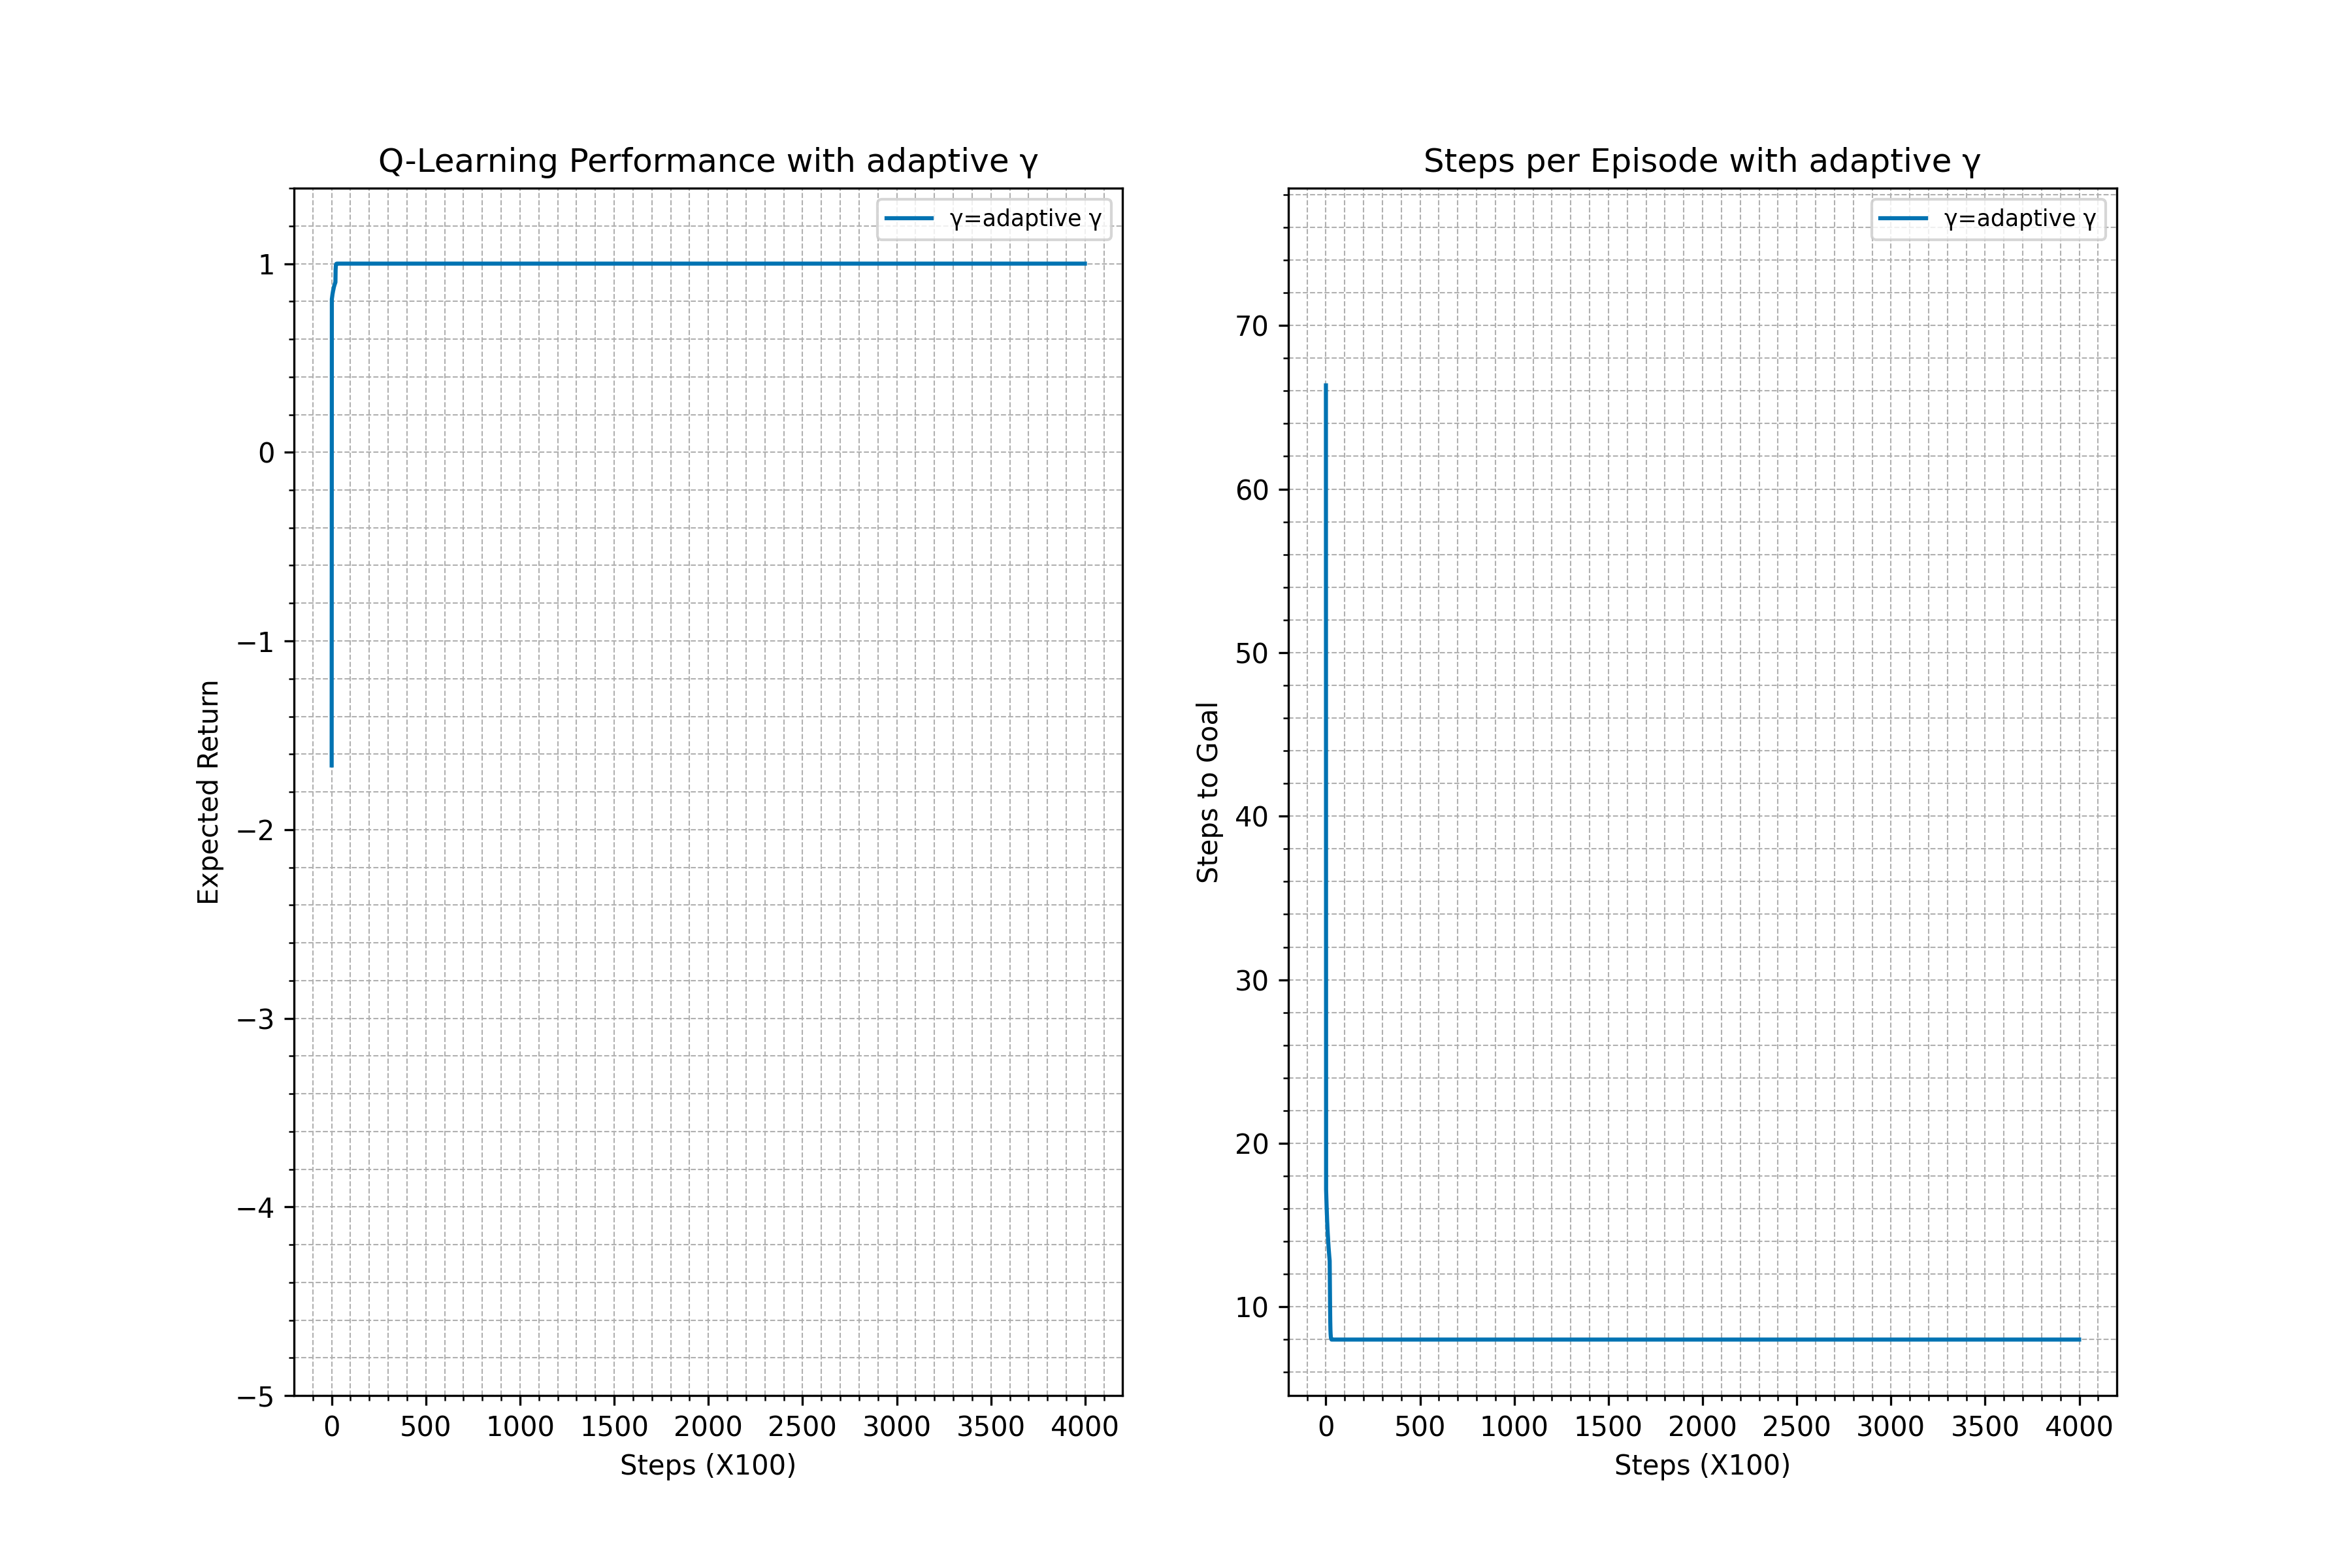 Q-Learning Performance with adaptive γ
γ=adaptive γ
1
0
−1
−2
−3
−4
−5
Expected Return
0 500 1000 1500 2000 2500 3000 3500 4000
Steps (X100)
Steps per Episode with adaptive γ
γ=adaptive γ
70
60
50
40
30
20
10
Steps to Goal
0 500 1000 1500 2000 2500 3000 3500 4000
Steps (X100)